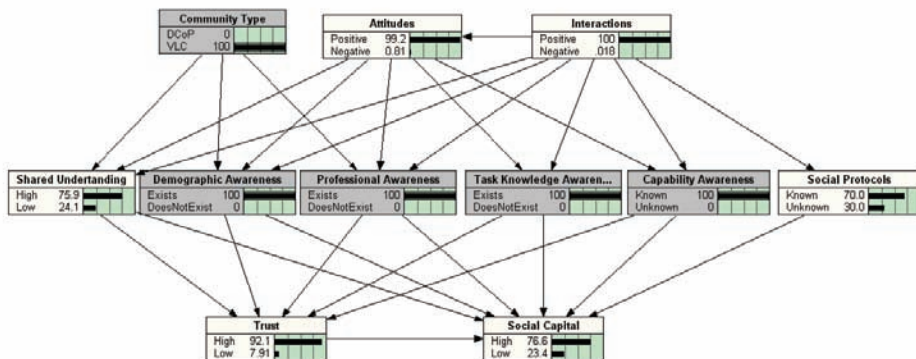 Community Type
DCoP 0
VLC 100
Attitudes
Positive 99.2
Negative 0.81
Interactions
Positive 100
Negative .018
Shared Undertanding
High 75.9
Low 24.1
Demographic Awareness
Exists 100
DoesNotExist 0
Professional Awareness
Exists 100
DoesNotExist 0
Task Knowledge Awaren...
Exists 100
DoesNotExist 0
Capability Awareness
Known 100
Unknown 0
Social Protocols
Known 70.0
Unknown 30.0
Trust
High 92.1
Low 7.91
Social Capital
High 76.6
Low 23.4